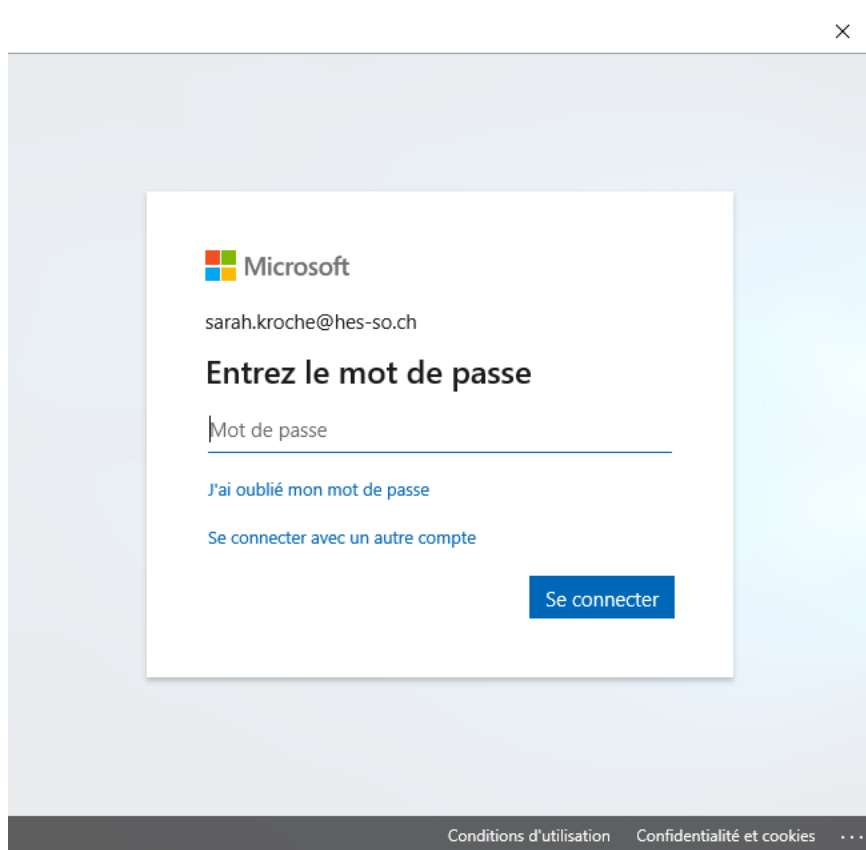 Microsoft
sarah.kroche@hes-so.ch
Entrez le mot de passe
Mot de passe
J'ai oublié mon mot de passe
Se connecter avec un autre compte
Se connecter
Conditions d'utilisation Confidentialité et cookies ...